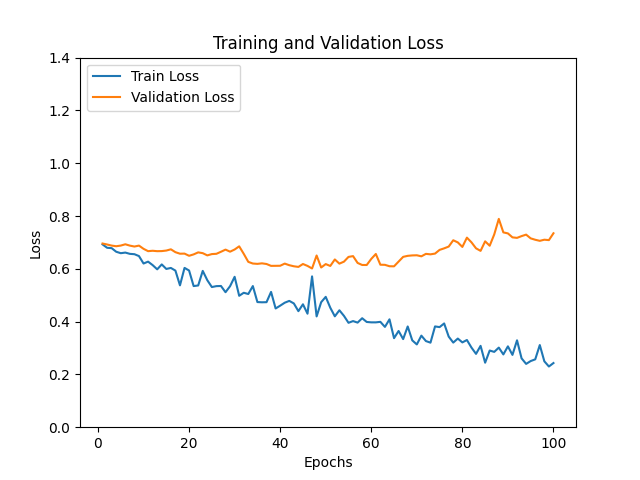 Training and Validation Loss
Train Loss
Validation Loss
Loss
1.4
1.2
1.0
0.8
0.6
0.4
0.2
0.0
0 20 40 60 80 100
Epochs